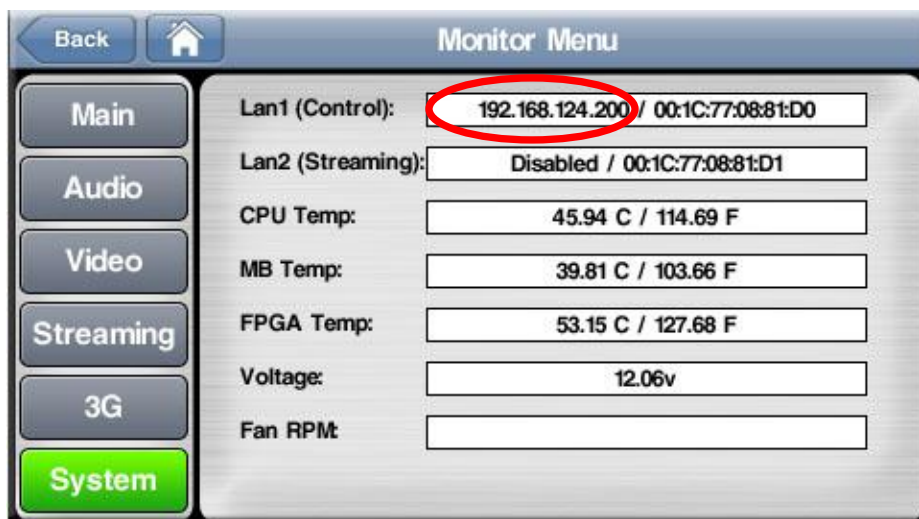 Back
Monitor Menu
Main
Audio
Video
Streaming
3G
System
Lan1 (Control): 192.168.124.200 / 00:1C:77:08:81:D0
Lan2 (Streaming): Disabled / 00:1C:77:08:81:D1
CPU Temp: 45.94 C / 114.69 F
MB Temp: 39.81 C / 103.66 F
FPGA Temp: 53.15 C / 127.68 F
Voltage: 12.06v
Fan RPM: